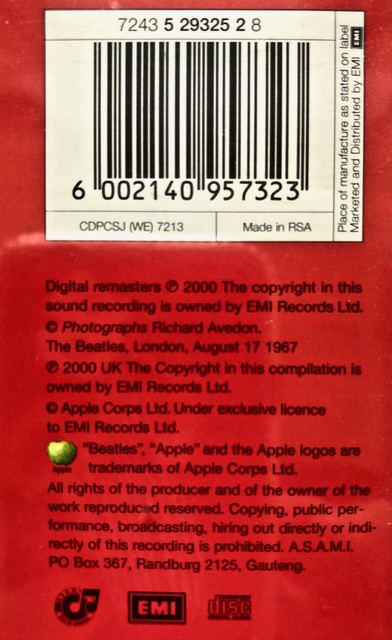 7243 5 29325 2 8
6 002140 957323
CDPCSJ (WE) 7213
Made in RSA
Place of manufacture as stated on label
Marketed and Distributed by EMI EMI
Digital remasters ℗ 2000 The copyright in this
sound recording is owned by EMI Records Ltd.
© Photographs Richard Avedon.
The Beatles, London, August 17 1967
℗ 2000 UK The Copyright in this compilation is
owned by EMI Records Ltd.
© Apple Corps Ltd. Under exclusive licence
to EMI Records Ltd.
"Beatles", "Apple" and the Apple logos are
trademarks of Apple Corps Ltd.
Apple
All rights of the producer and of the owner of the
work reproduced reserved. Copying, public per-
formance, broadcasting, hiring out directly or indi-
rectly of this recording is prohibited. A.S.A.M.I.
PO Box 367, Randburg 2125, Gauteng.
EMI
disc